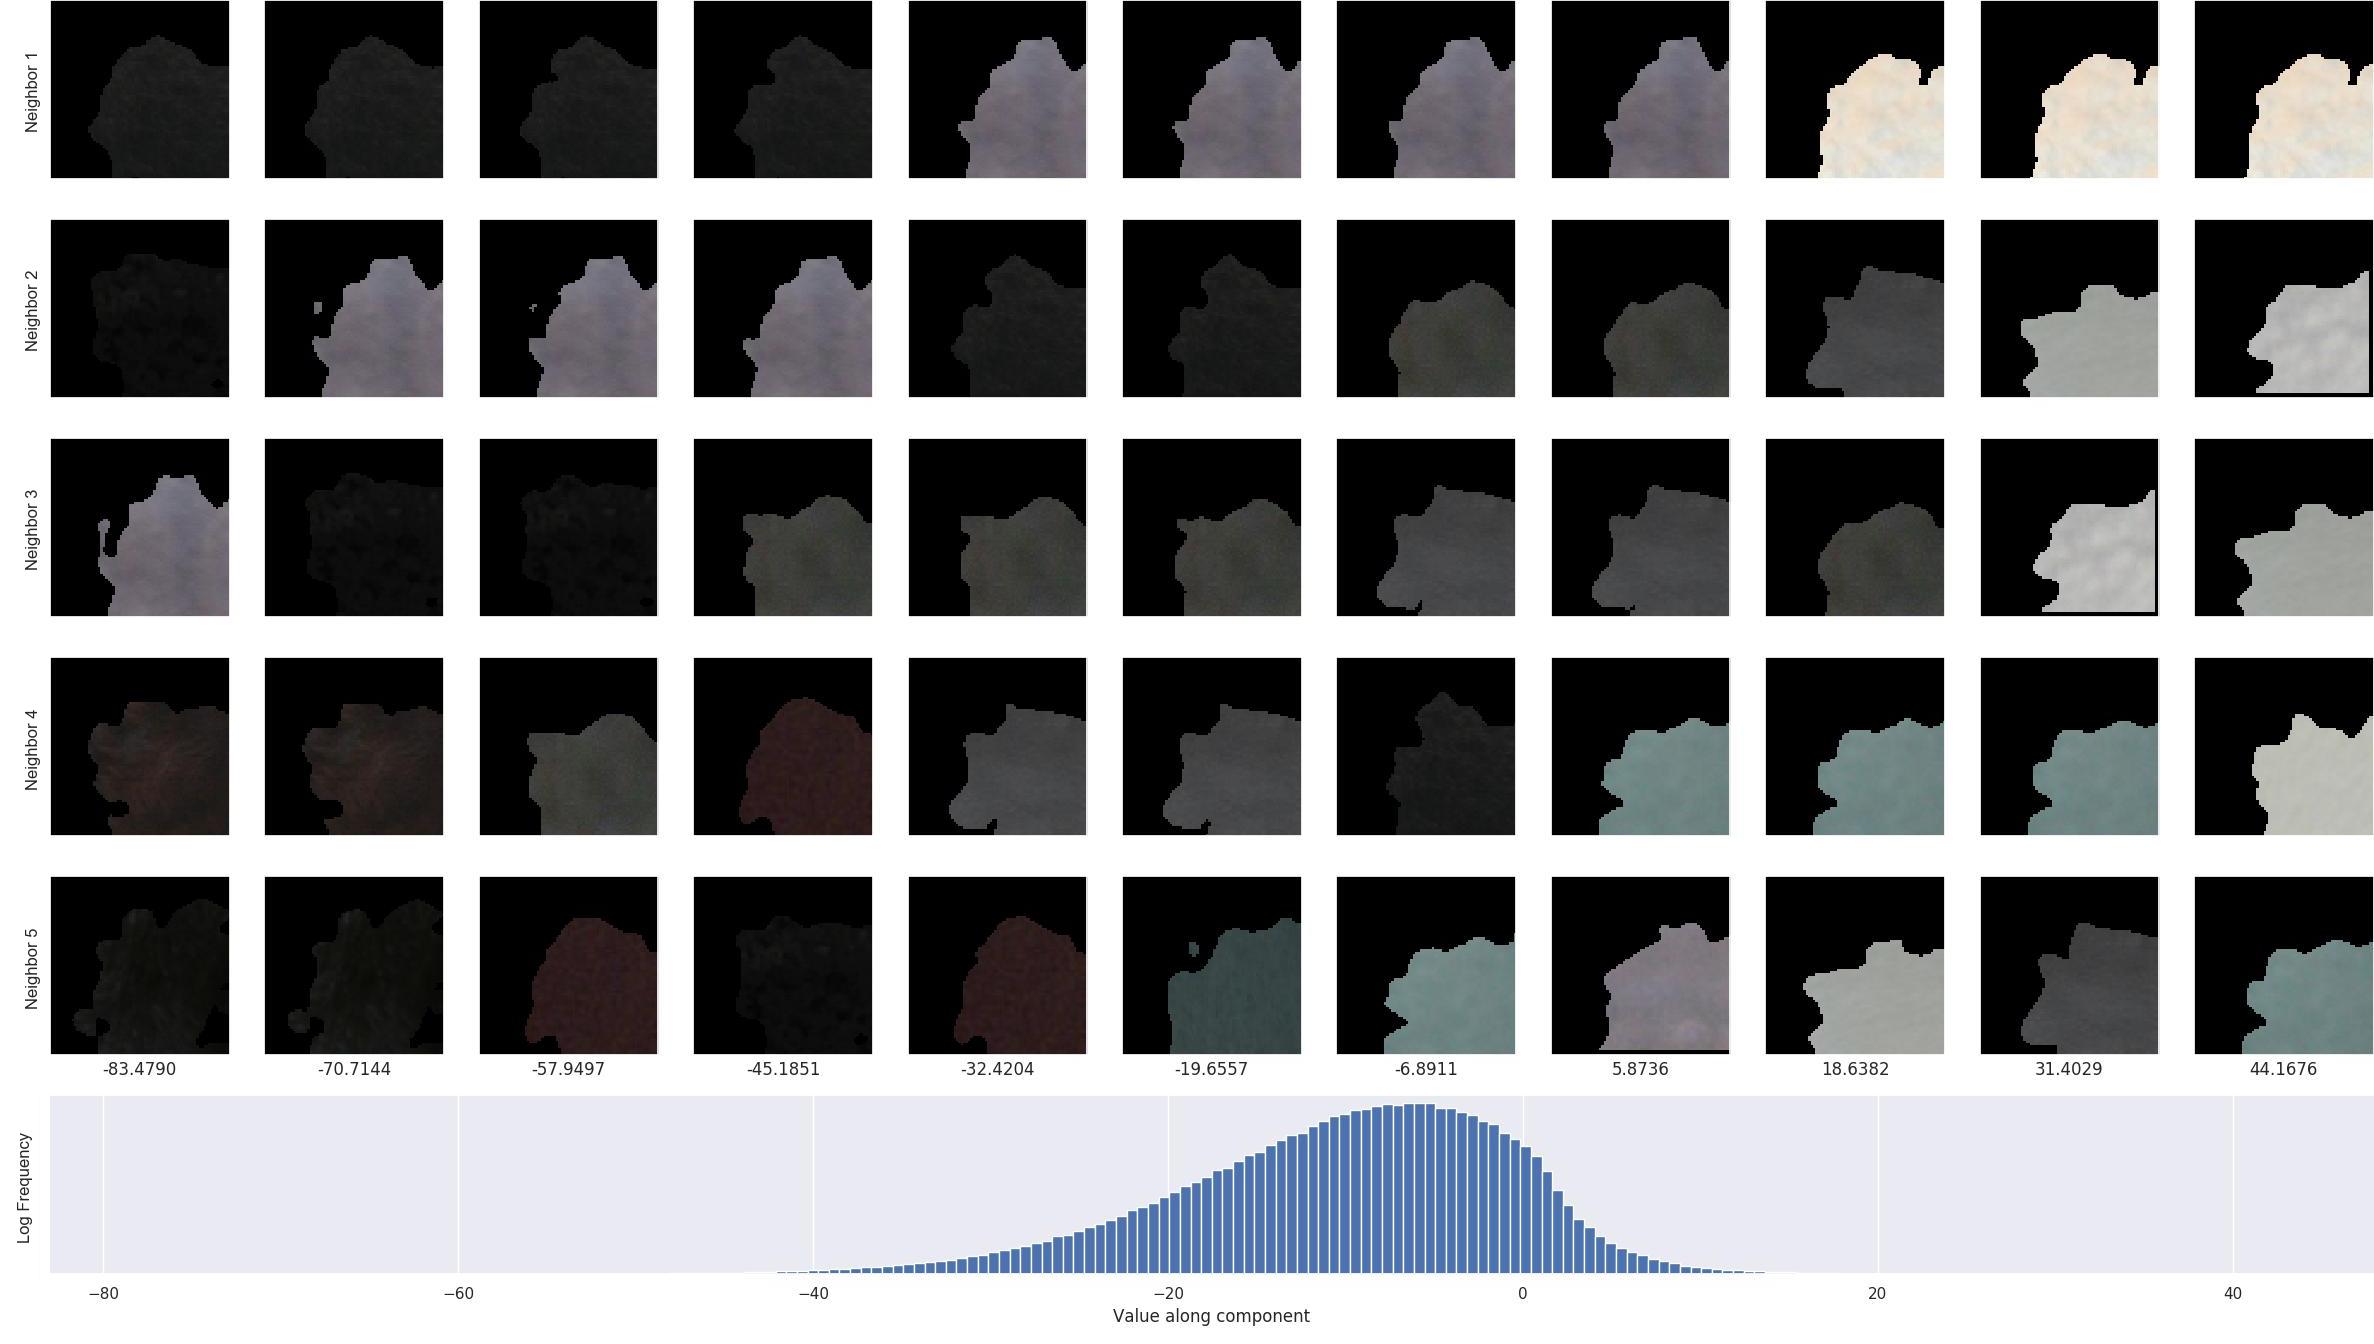 Neighbor 1
Neighbor 2
Neighbor 3
Neighbor 4
Neighbor 5
-83.4790 -70.7144 -57.9497 -45.1851 -32.4204 -19.6557 -6.8911 5.8736 18.6382 31.4029 44.1676
Log Frequency
−80 −60 −40 −20 0 20 40
Value along component